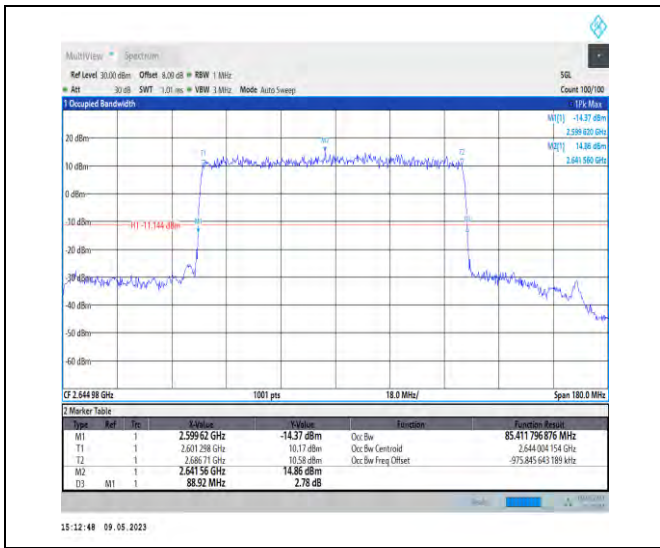 MultiView Spectrum
Ref Level 30.00 dBm Offset 8.00 dB RBW 1 MHz SGL
Att 30 dB SWT 1.01 ms VBW 3 MHz Mode Auto Sweep Count 100/100
1 Occupied Bandwidth 1Pk Max
M1[1] -14.37 dBm
2.599 620 GHz
M2[1] 14.86 dBm
2.641 560 GHz
20 dBm
T1 M2 T2
10 dBm
0 dBm
-10 dBm
H1 -11.144 dBm
M1
-20 dBm
-30 dBm
-40 dBm
-50 dBm
-60 dBm
CF 2.644 98 GHz 1001 pts 18.0 MHz/ Span 180.0 MHz
2 Marker Table
Type Ref Trc X-Value Y-Value Function Function Result
M1 1 2.599 62 GHz -14.37 dBm Occ Bw 85.411 796 876 MHz
T1 1 2.601 298 GHz 10.17 dBm Occ Bw Centroid 2.644 004 154 GHz
T2 1 2.686 71 GHz 10.58 dBm Occ Bw Freq Offset -975.845 643 189 kHz
M2 1 2.641 56 GHz 14.86 dBm
D3 M1 1 88.92 MHz 2.78 dB
15:12:48 09.05.2023